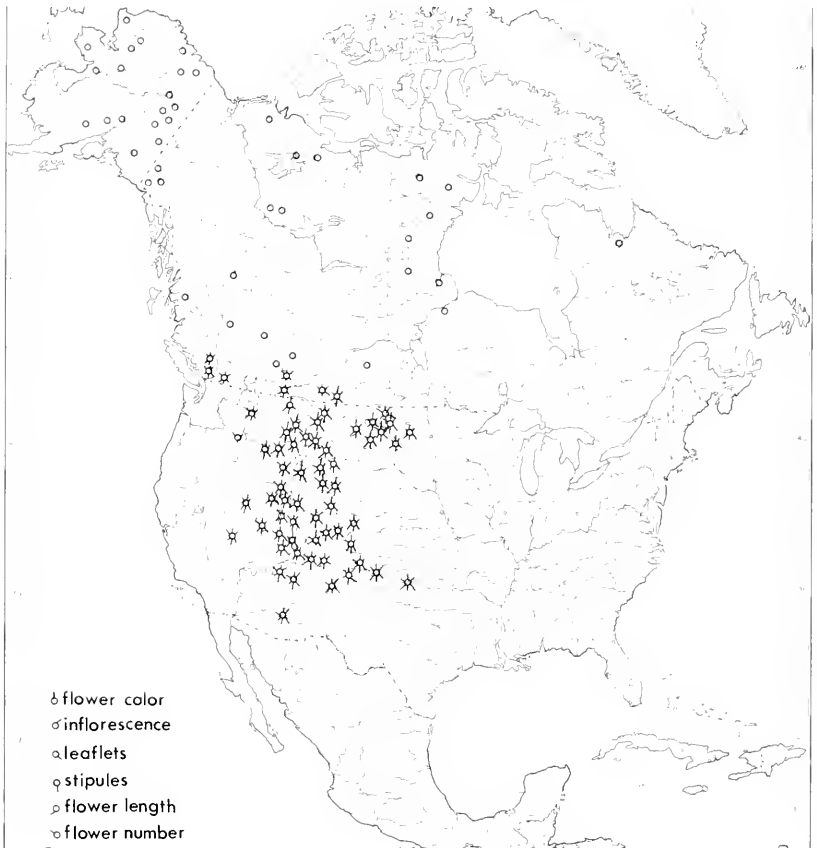 flower color
inflorescence
leaflets
stipules
flower length
flower number